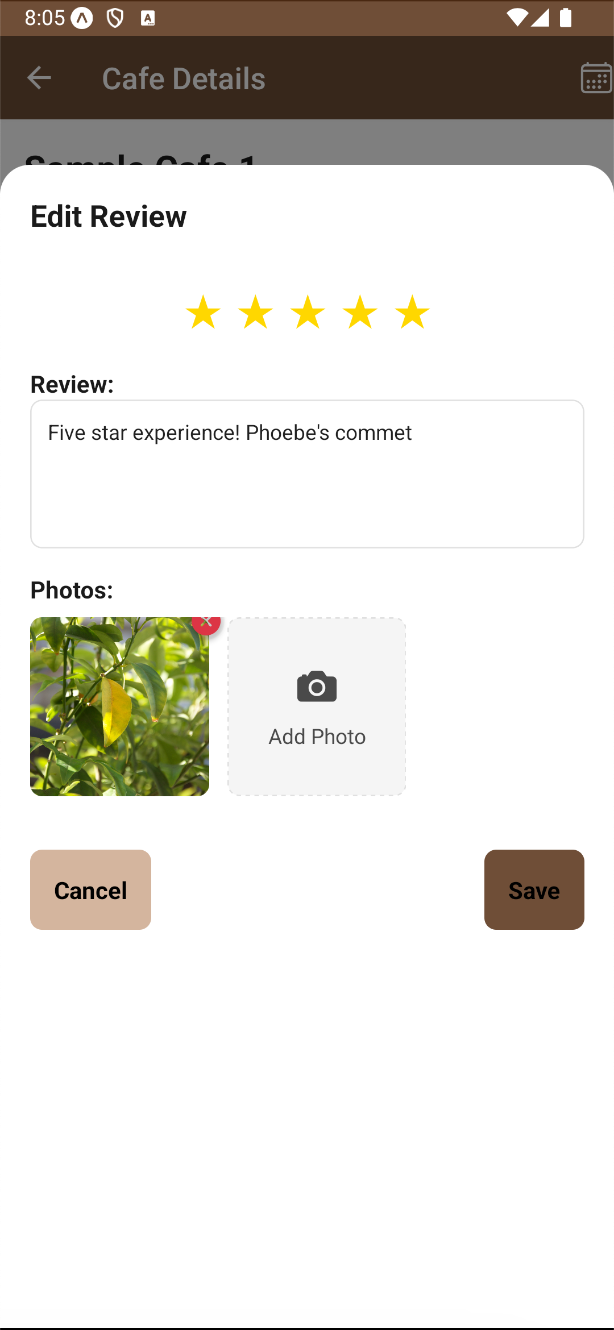 8:05
Cafe Details
Sample Cafe 1
Edit Review
Review:
Five star experience! Phoebe's commet
Photos:
Add Photo
Cancel
Save